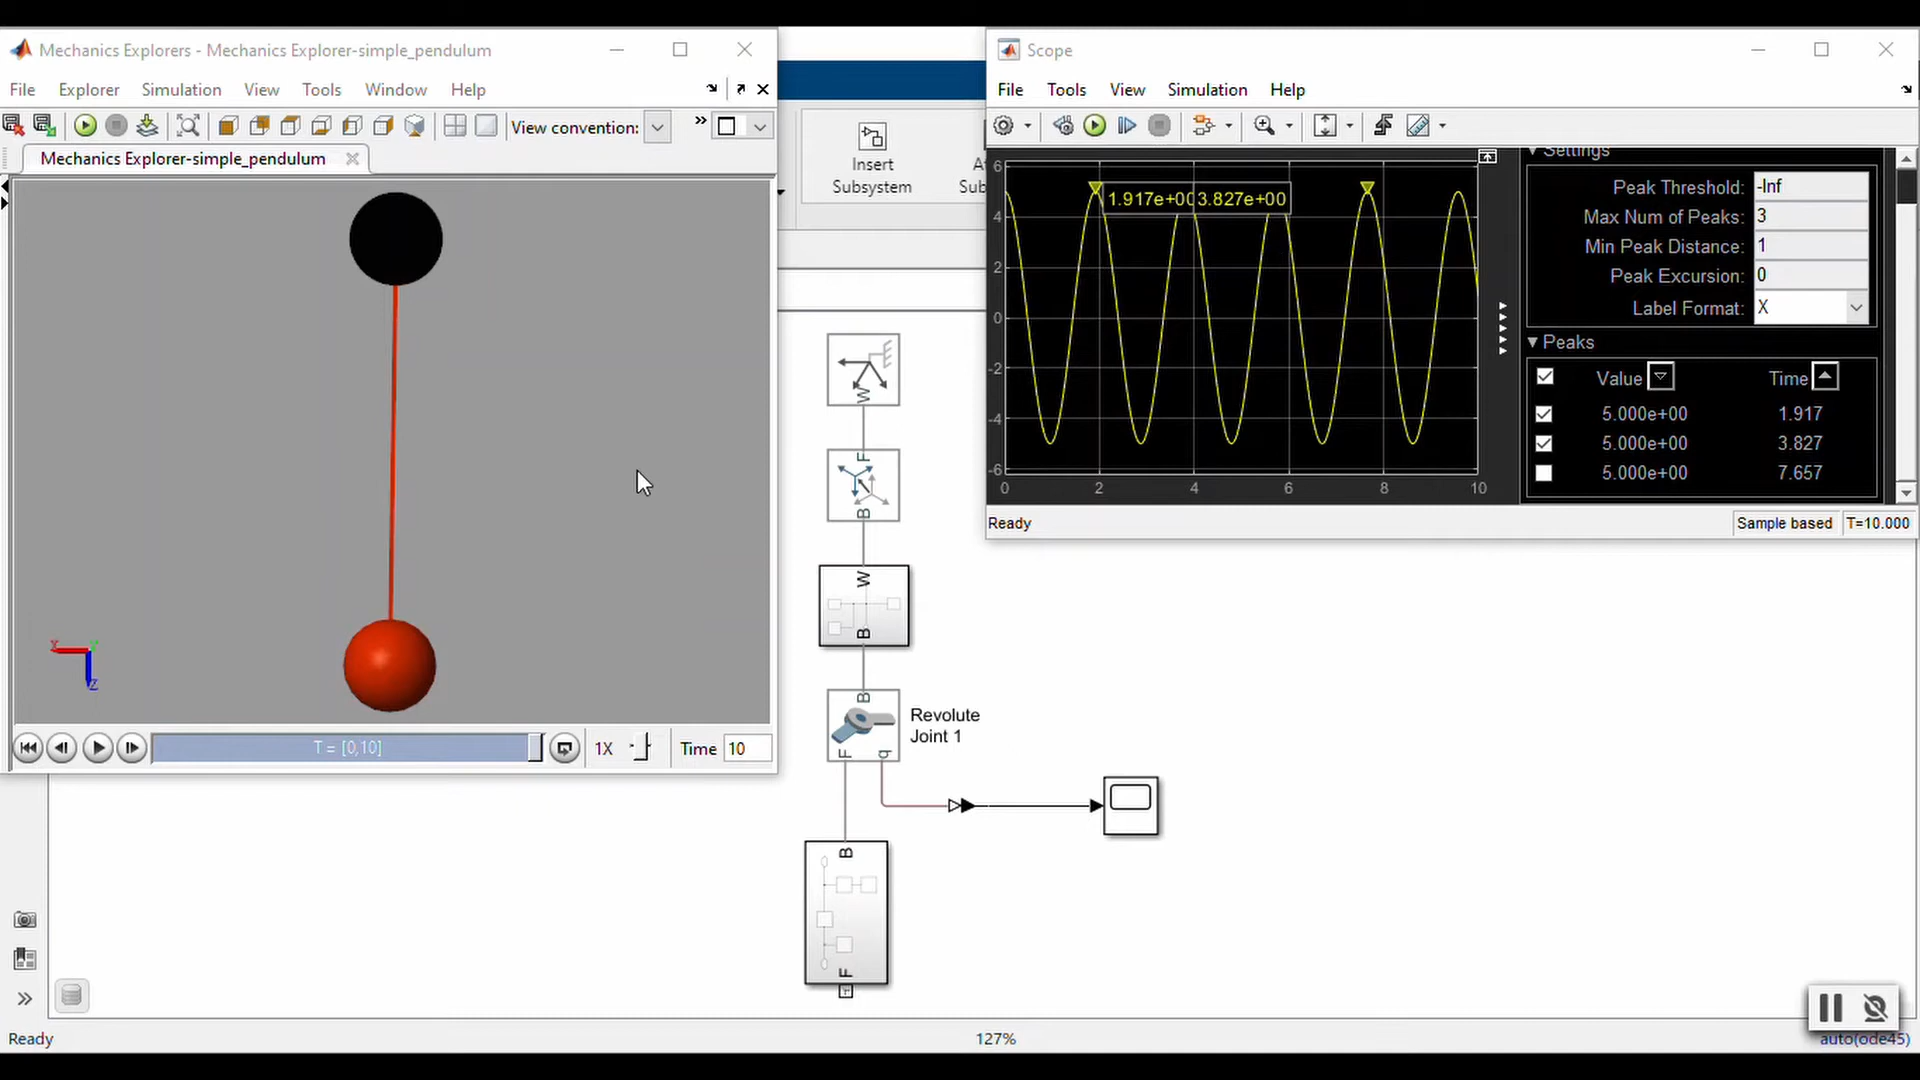 Mechanics Explorers - Mechanics Explorer-simple_pendulum
File Explorer Simulation View Tools Window Help
View convention:
Mechanics Explorer-simple_pendulum
X
Z
T = [0,10]
1X
Time 10
Insert
Subsystem
Sub
Scope
File Tools View Simulation Help
6
4
2
0
-2
-4
-6
0 2 4 6 8 10
1.917e+00
3.827e+00
Settings
Peak Threshold: -Inf
Max Num of Peaks: 3
Min Peak Distance: 1
Peak Excursion: 0
Label Format: X
Peaks
Value Time
5.000e+00 1.917
5.000e+00 3.827
5.000e+00 7.657
Ready
Sample based T=10.000
W
F
B
W
B
B
F q
Revolute
Joint 1
B
F
Ready
127%
auto(ode45)